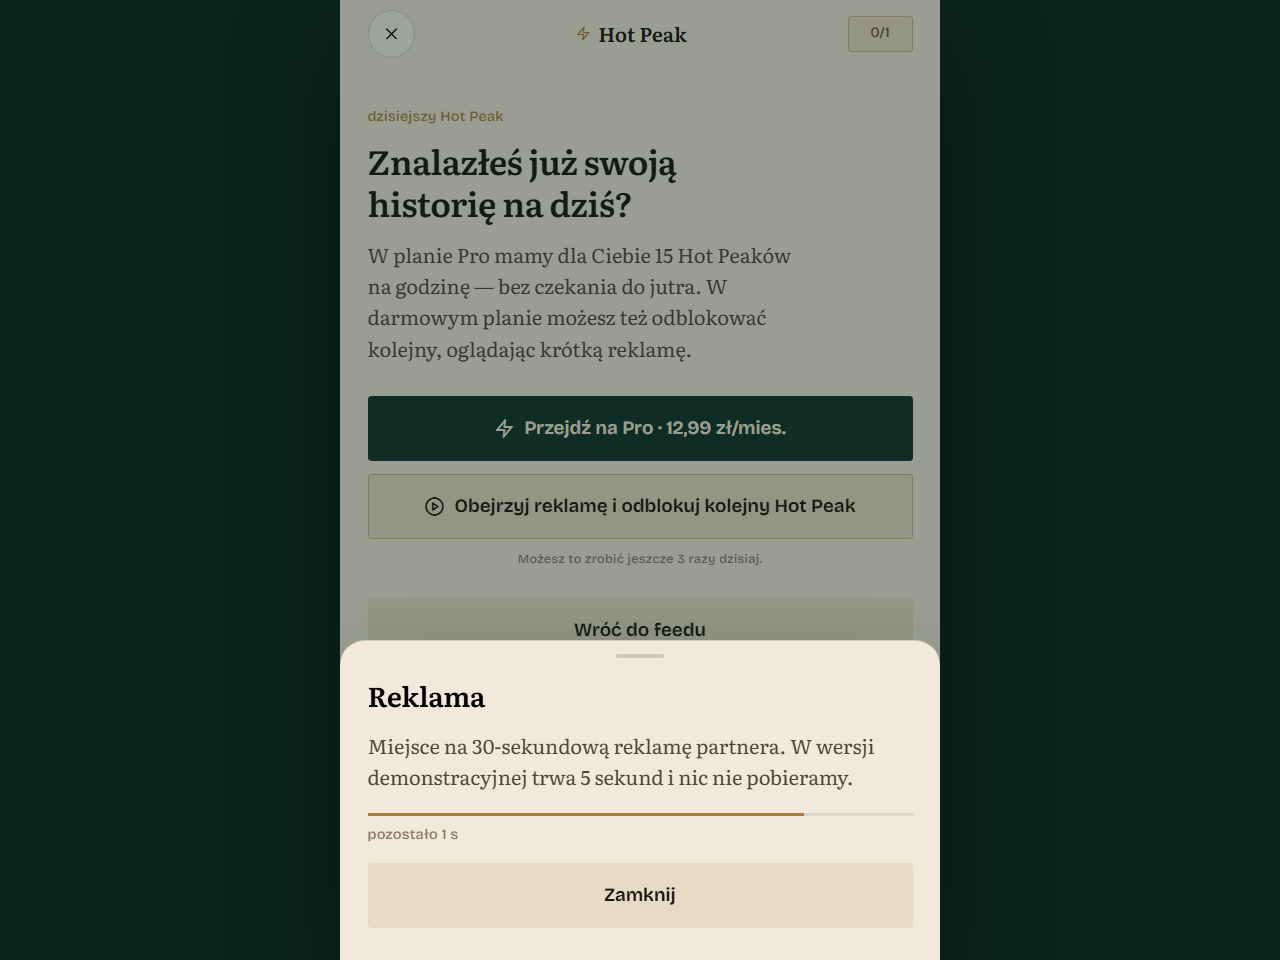 Hot Peak
0/1
dzisiejszy Hot Peak
Znalazłeś już swoją
historię na dziś?
W planie Pro mamy dla Ciebie 15 Hot Peaków
na godzinę — bez czekania do jutra. W
darmowym planie możesz też odblokować
kolejny, oglądając krótką reklamę.
Przejdź na Pro · 12,99 zł/mies.
Obejrzyj reklamę i odblokuj kolejny Hot Peak
Możesz to zrobić jeszcze 3 razy dzisiaj.
Wróć do feedu
Reklama
Miejsce na 30-sekundową reklamę partnera. W wersji
demonstracyjnej trwa 5 sekund i nic nie pobieramy.
pozostało 1 s
Zamknij